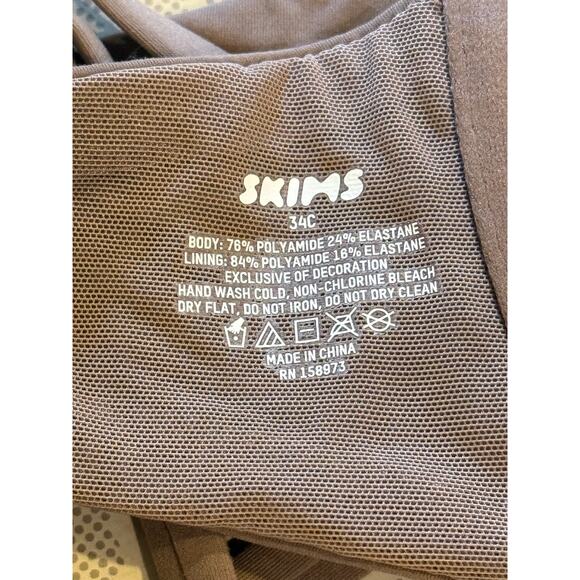 SKIMS
34C
BODY: 76% POLYAMIDE 24% ELASTANE
LINING: 84% POLYAMIDE 16% ELASTANE
EXCLUSIVE OF DECORATION
HAND WASH COLD, NON-CHLORINE BLEACH
DRY FLAT, DO NOT IRON, DO NOT DRY CLEAN
MADE IN CHINA
RN 158973